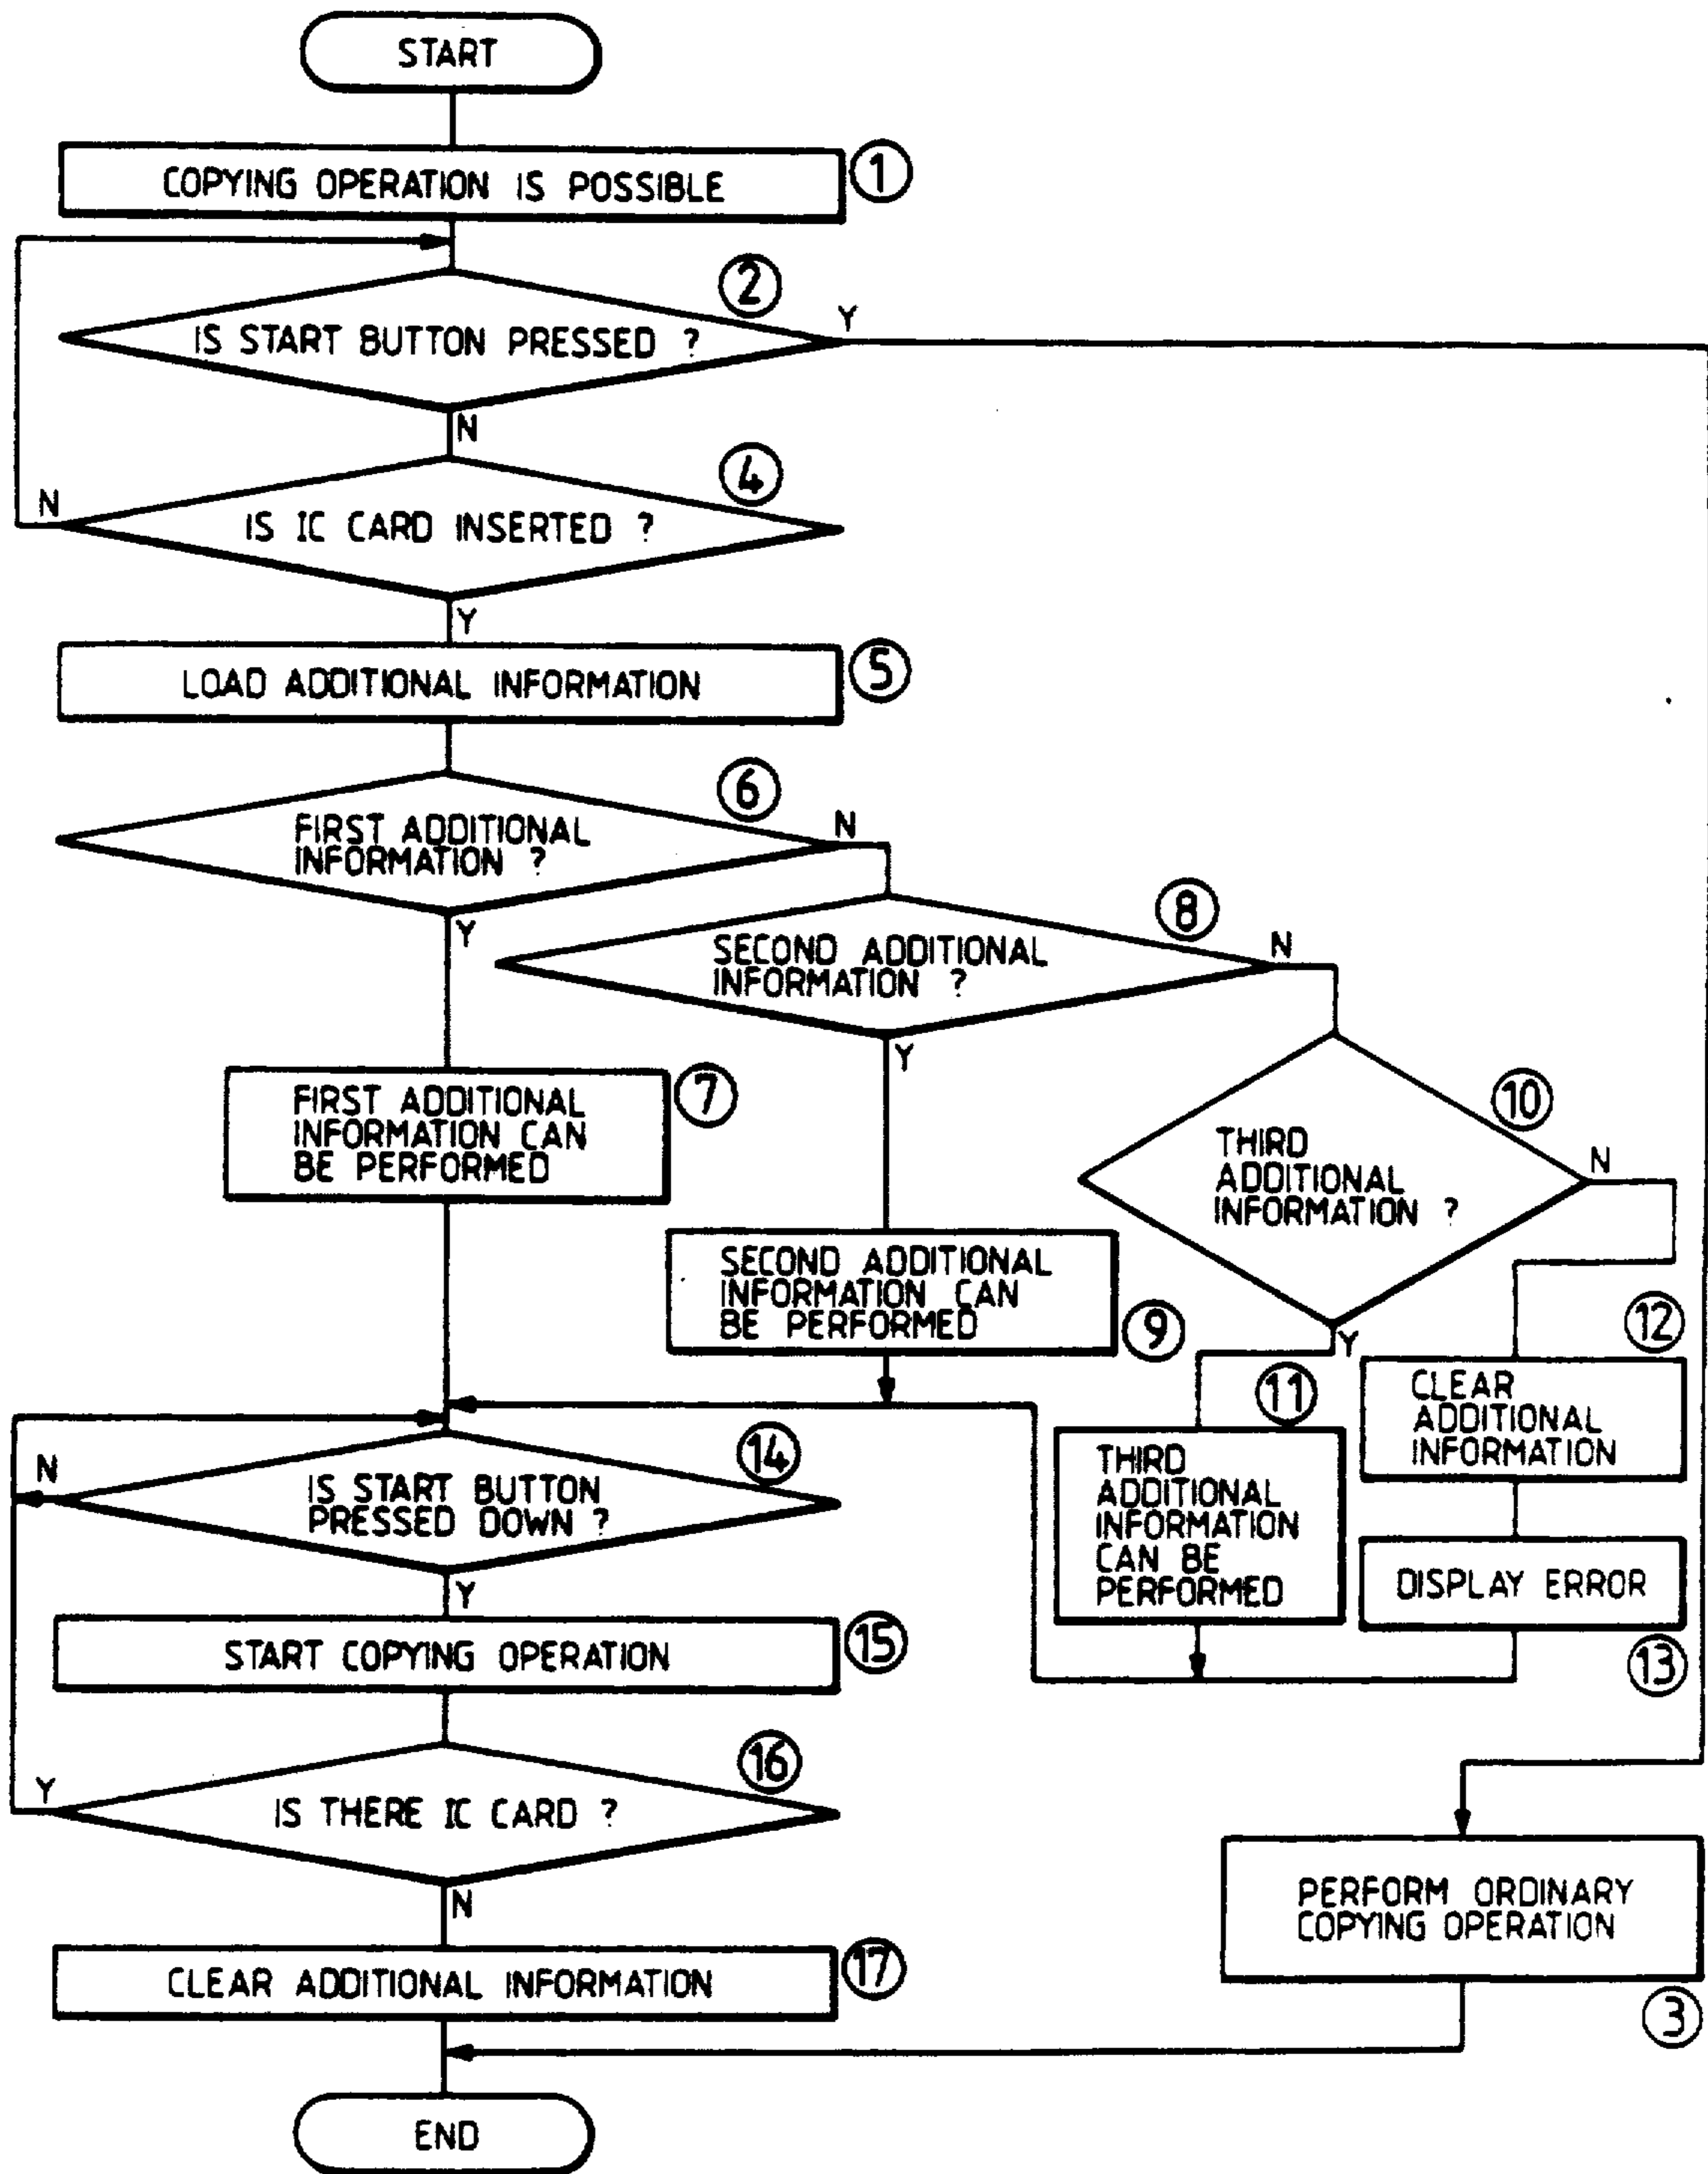 START
COPYING OPERATION IS POSSIBLE
1
2
IS START BUTTON PRESSED ?
Y
N
4
IS IC CARD INSERTED ?
N
Y
LOAD ADDITIONAL INFORMATION
5
6
FIRST ADDITIONAL
INFORMATION ?
N
Y
8
SECOND ADDITIONAL
INFORMATION ?
N
Y
FIRST ADDITIONAL
INFORMATION CAN
BE PERFORMED
7
10
THIRD
ADDITIONAL
INFORMATION ?
N
Y
SECOND ADDITIONAL
INFORMATION CAN
BE PERFORMED
9
11
THIRD
ADDITIONAL
INFORMATION
CAN BE
PERFORMED
12
CLEAR
ADDITIONAL
INFORMATION
DISPLAY ERROR
13
14
IS START BUTTON
PRESSED DOWN ?
N
Y
START COPYING OPERATION
15
16
IS THERE IC CARD ?
Y
N
CLEAR ADDITIONAL INFORMATION
17
PERFORM ORDINARY
COPYING OPERATION
3
END